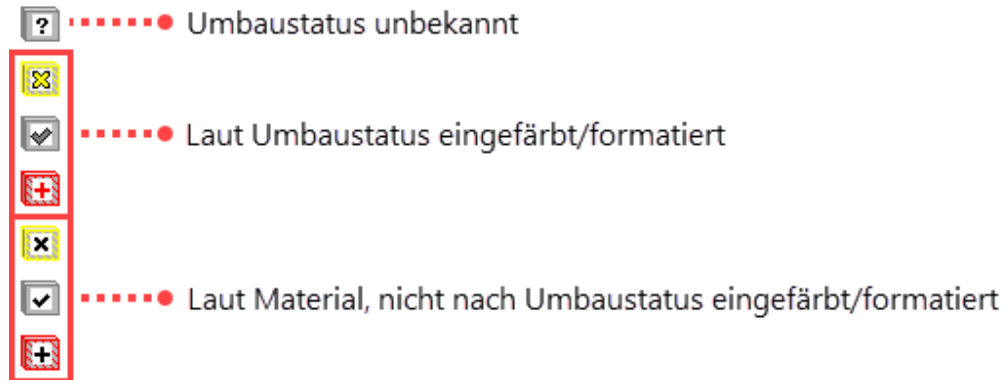 Umbaustatus unbekannt
Laut Umbaustatus eingefärbt/formatiert
Laut Material, nicht nach Umbaustatus eingefärbt/formatiert